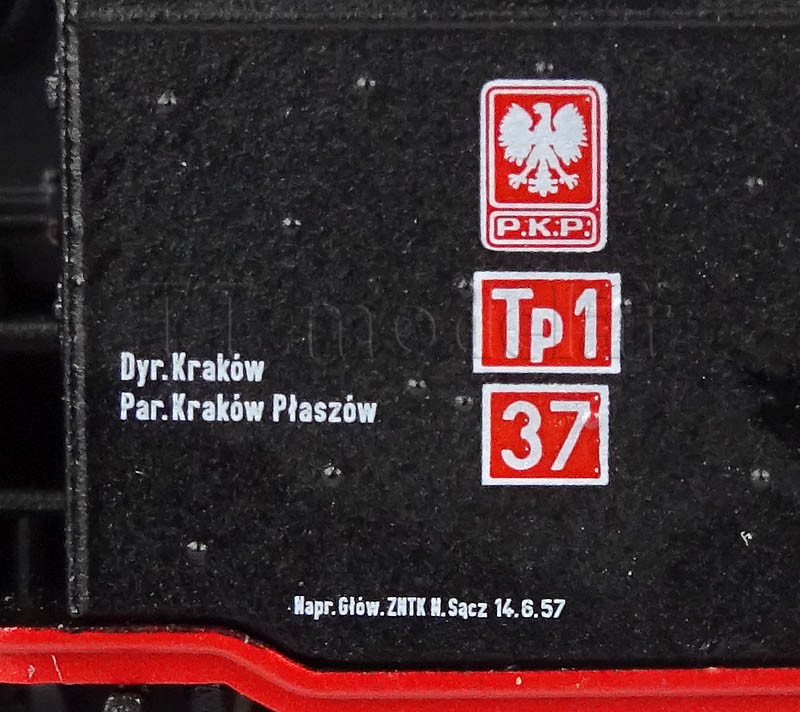 P.K.P.
Tp1
37
Dyr.Kraków
Par.Kraków Płaszów
Napr.Głów.ZNTK N.Sącz 14.6.57